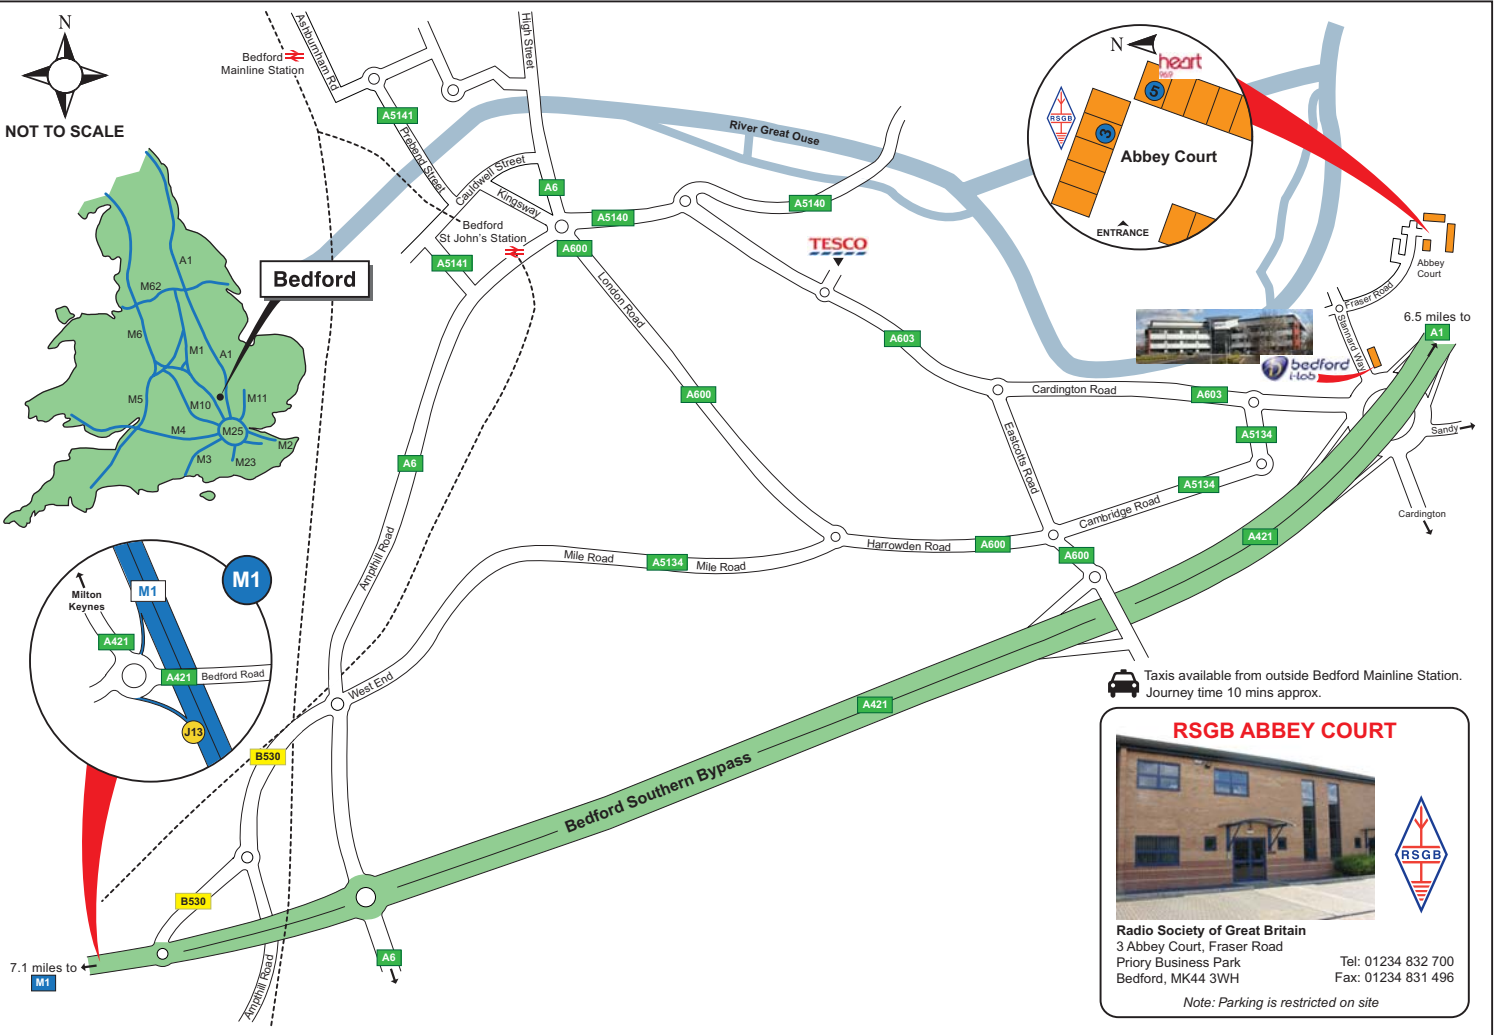 N
NOT TO SCALE
Bedford
Mainline Station
Ashburnham Rd
High Street
A5141
Prebend Street
Cauldwell Street
Kingsway
A6
River Great Ouse
A5140
A5140
Bedford
St John's Station
A5141
A600
London Road
TESCO
A603
A600
Cardington Road
A603
A5134
Eastcotts Road
A5134
Cambridge Road
A6
Ampthill Road
Mile Road
A5134
Mile Road
Harrowden Road
A600
A600
West End
B530
B530
Ampthill Road
A6
Bedford Southern Bypass
A421
A421
7.1 miles to
M1
6.5 miles to
A1
Sandy
Cardington
Stannard Way
Fraser Road
Abbey
Court
bedford
i-lab
N
heart
96.9
5
RSGB
3
Abbey Court
ENTRANCE
Bedford
A1
M62
M6
M1
A1
M5
M10
M11
M4
M25
M2
M3
M23
M1
M1
Milton
Keynes
A421
A421
Bedford Road
J13
Taxis available from outside Bedford Mainline Station.
Journey time 10 mins approx.
RSGB ABBEY COURT
RSGB
Radio Society of Great Britain
3 Abbey Court, Fraser Road
Priory Business Park
Bedford, MK44 3WH
Tel: 01234 832 700
Fax: 01234 831 496
Note: Parking is restricted on site